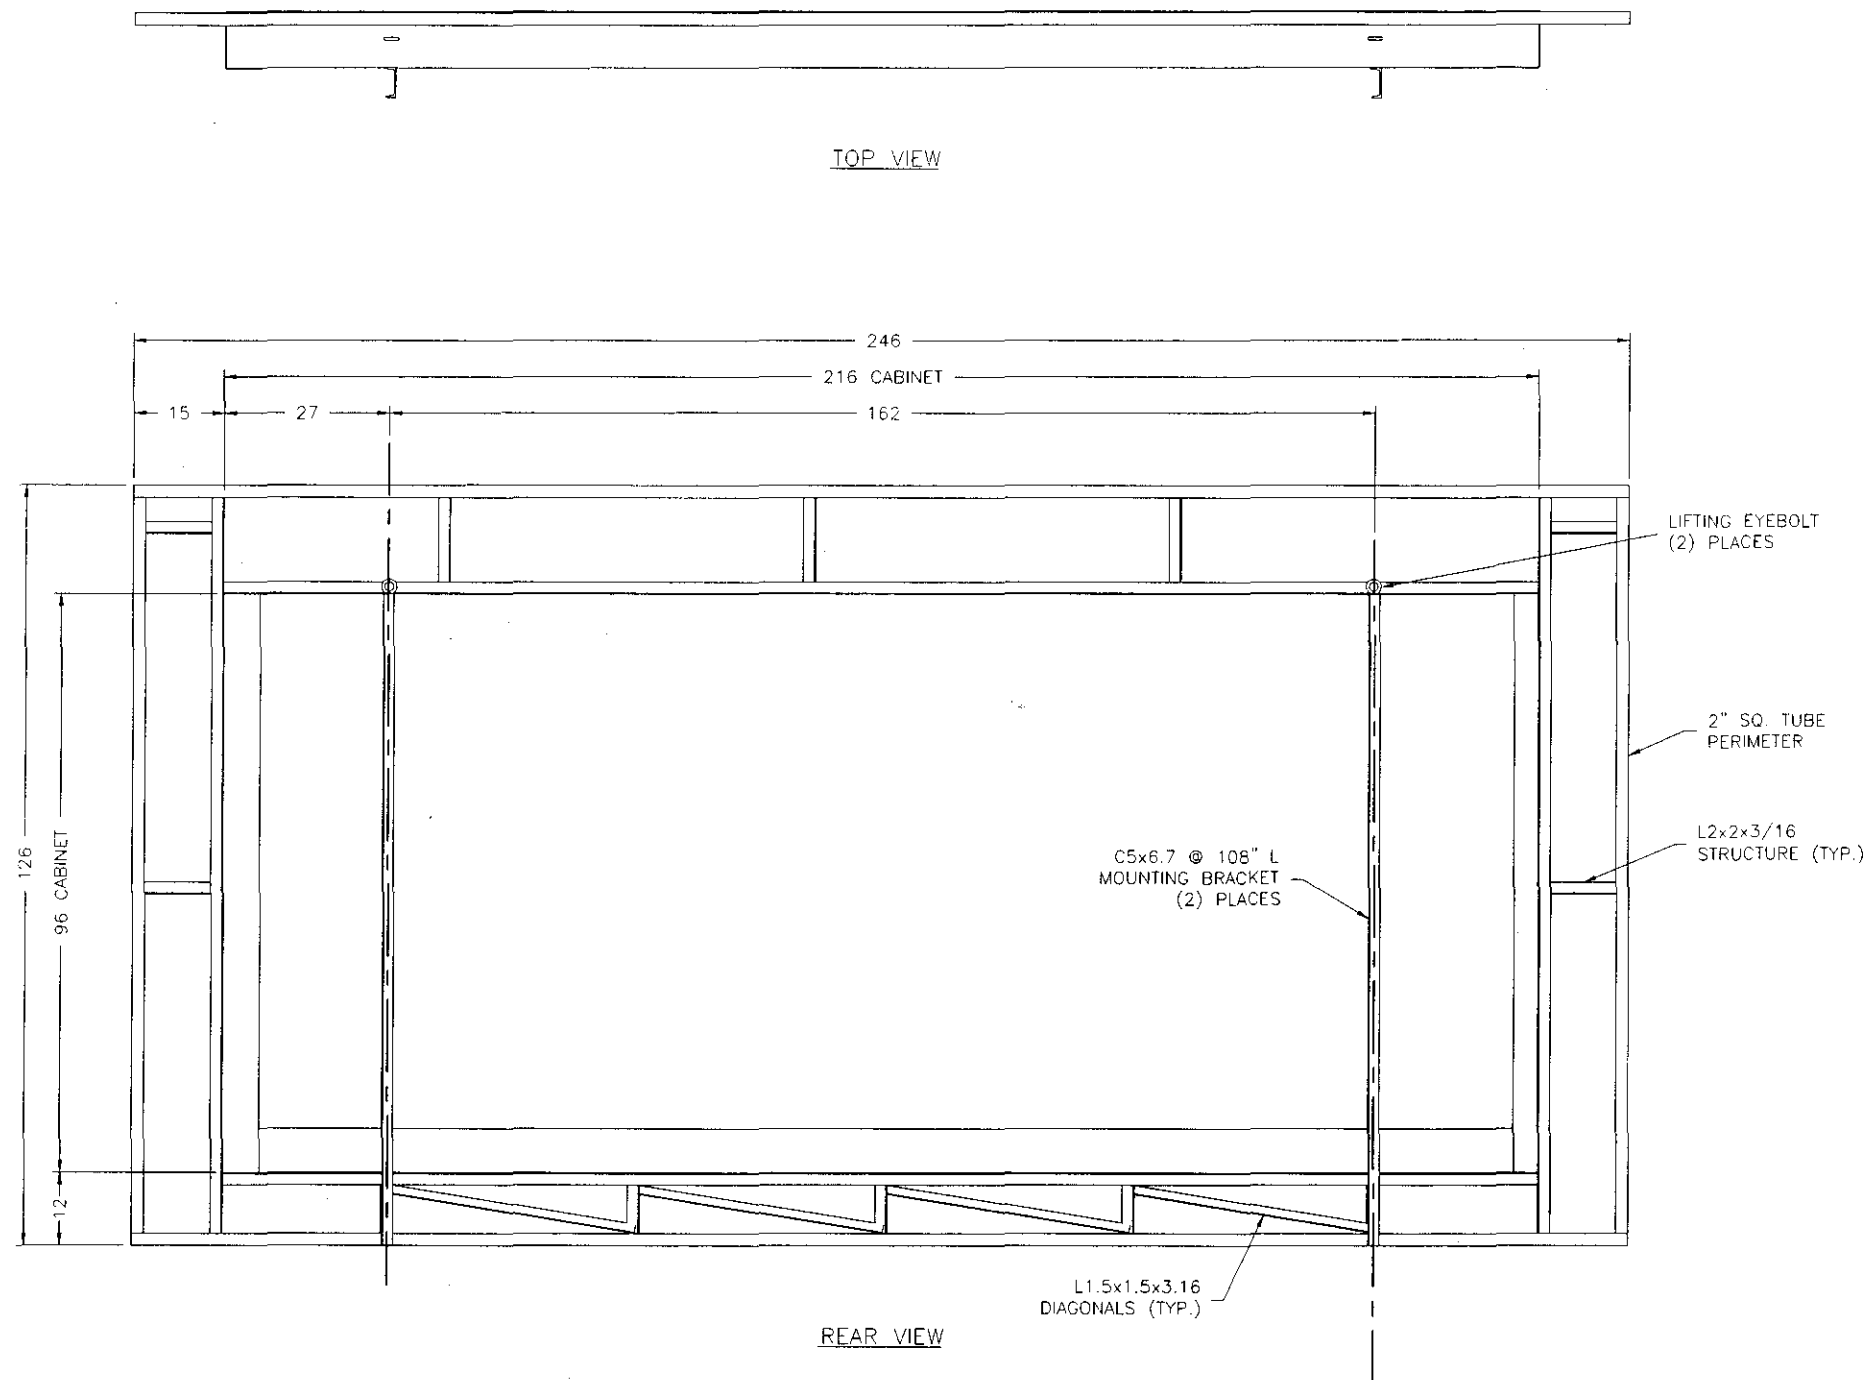 TOP VIEW
246
216 CABINET
15
27
162
LIFTING EYEBOLT
(2) PLACES
2" SQ. TUBE
PERIMETER
126
96 CABINET
L2x2x3/16
STRUCTURE (TYP.)
C5x6.7 @ 108" L
MOUNTING BRACKET
(2) PLACES
12
L1.5x1.5x3.16
DIAGONALS (TYP.)
REAR VIEW